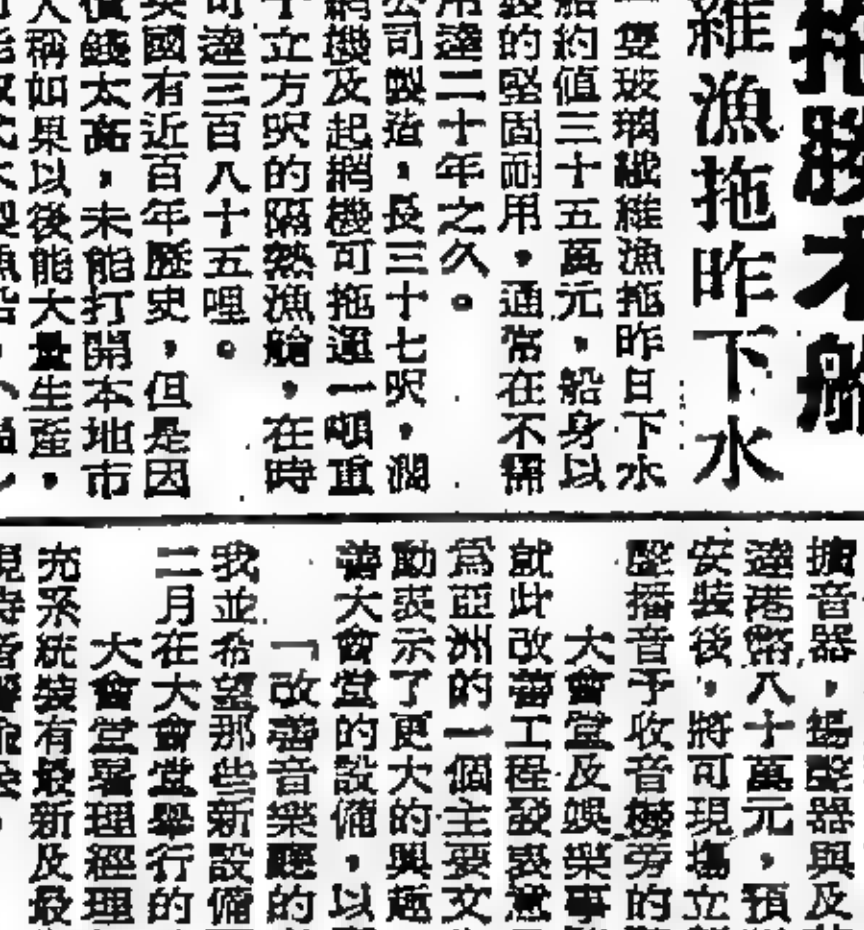 拖勝木船
維漁拖昨下水
一隻玻璃纖維漁拖昨日下水
船約值三十五萬元，船身以
的堅固耐用，通常在不需
用達二十年之久。
公司製造，長三十七呎，濶
網機及起網機可拖運一噸重
十立方呎的隔熱漁艙，在時
可達三百八十五哩。
國有近百年歷史，但是因
價錢太高，未能打開本地市
人稱如果以後能大量生產，
擴音器，揚聲器與及
達港幣八十萬元，預
安裝後，將可現塲立
聲播音予收音機旁的
大會堂及娛樂事
就此改善工程發表意
為亞洲的一個主要文
動表示了更大的興趣
善大會堂的設備，以
「改善音樂廳的
我並希望那些新設備
二月在大會堂舉行的
大會堂署理經理
充系統裝有最新及最